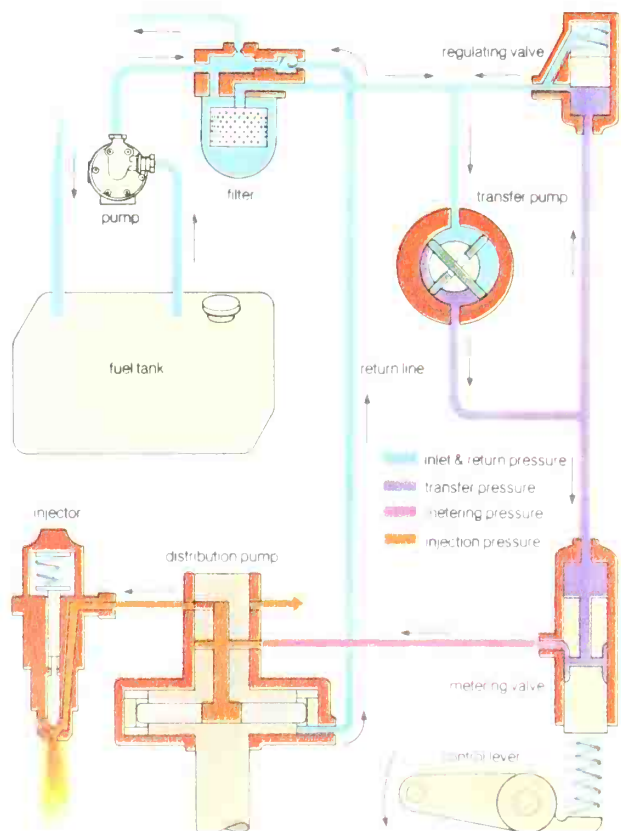 regulating valve
filter
pump
transfer pump
fuel tank
return line
inlet & return pressure
transfer pressure
metering pressure
injection pressure
injector
distribution pump
metering valve
control lever